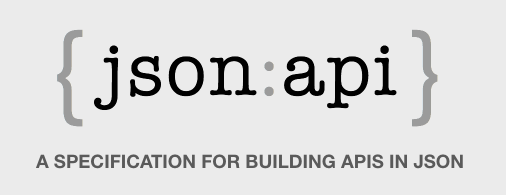 {json:api}
A SPECIFICATION FOR BUILDING APIS IN JSON